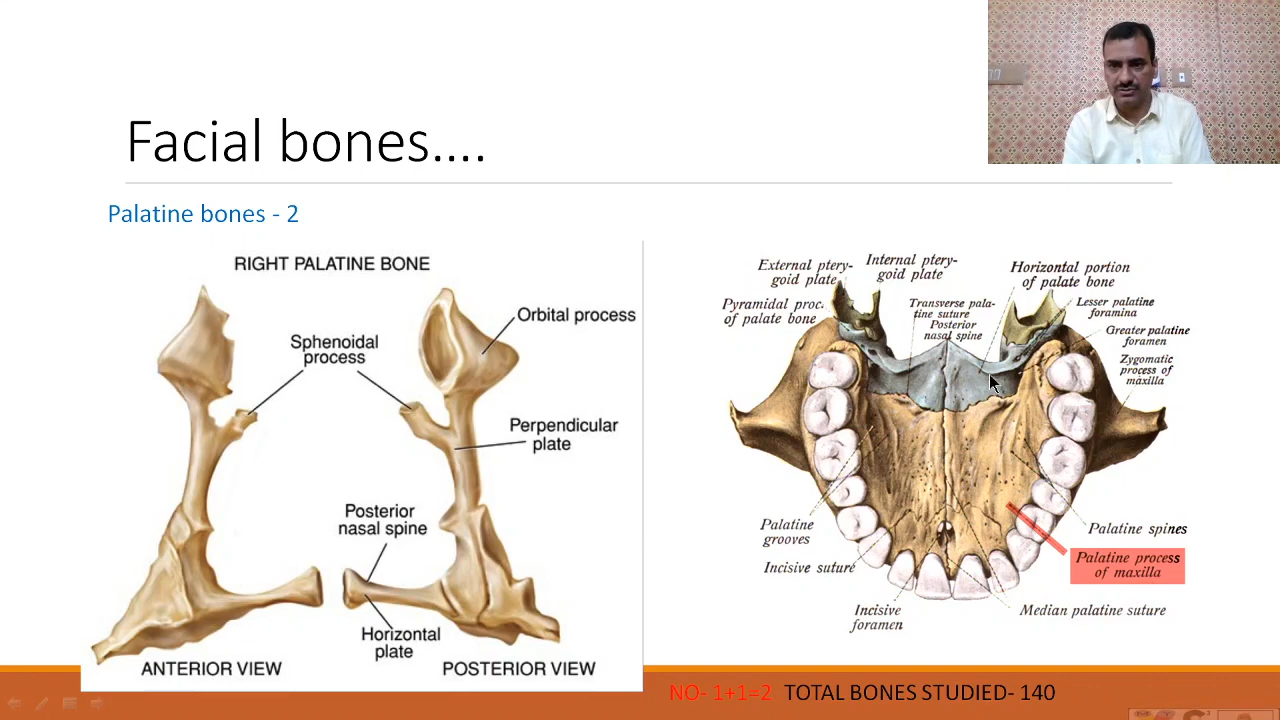 Facial bones....
Palatine bones - 2
RIGHT PALATINE BONE
Orbital process
Sphenoidal
process
Perpendicular
plate
Posterior
nasal spine
Horizontal
plate
ANTERIOR VIEW
POSTERIOR VIEW
External ptery-
goid plate
Internal ptery-
goid plate
Horizontal portion
of palate bone
Pyramidal proc.
of palate bone
Transverse pala-
tine suture
Posterior
nasal spine
Lesser palatine
foramina
Greater palatine
foramen
Zygomatic
process of
maxilla
Palatine
grooves
Palatine spines
Incisive suture
Palatine process
of maxilla
Incisive
foramen
Median palatine suture
NO- 1+1=2 TOTAL BONES STUDIED- 140